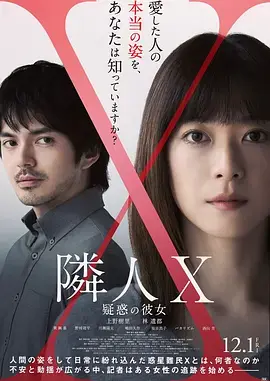 愛した人の
本当の姿を、
あなたは知っていますか?
X
隣人X
疑惑の彼女
上野樹里 林遣都
12.1
人間の姿をして日常に紛れ込んだ惑星難民Xとは、何者なのか
不安と動揺が広がる中、記者はある女性の追跡を始める——